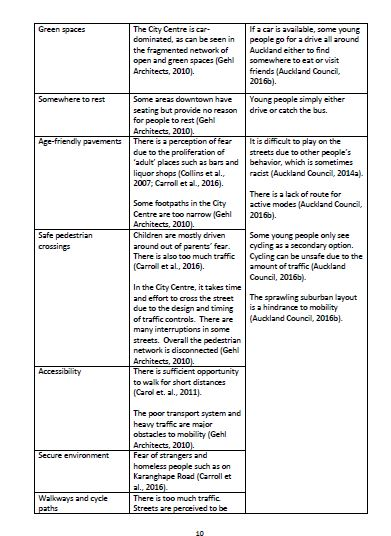 Green spaces
The City Centre is car-
dominated, as can be seen in
the fragmented network of
open and green spaces (Gehl
Architects, 2010).
If a car is available, some young
people go for a drive all around
Auckland either to find
somewhere to eat or visit
friends (Auckland Council,
2016b).
Somewhere to rest
Some areas downtown have
seating but provide no reason
for people to rest (Gehl
Architects, 2010).
Young people simply either
drive or catch the bus.
Age-friendly pavements
There is a perception of fear
due to the proliferation of
'adult' places such as bars and
liquor shops (Collins et al.,
2007; Carroll et al., 2016).
Some footpaths in the City
Centre are too narrow (Gehl
Architects, 2010).
It is difficult to play on the
streets due to other people's
behavior, which is sometimes
racist (Auckland Council, 2014a).
There is a lack of route for
active modes (Auckland Council,
2016b).
Some young people only see
cycling as a secondary option.
Cycling can be unsafe due to the
amount of traffic (Auckland
Council, 2016b).
The sprawling suburban layout
is a hindrance to mobility
(Auckland Council, 2016b).
Safe pedestrian
crossings
Children are mostly driven
around out of parents' fear.
There is also too much traffic
(Carroll et al., 2016).
In the City Centre, it takes time
and effort to cross the street
due to the design and timing
of traffic controls.  There are
many interruptions in some
streets.  Overall the pedestrian
network is disconnected (Gehl
Architects, 2010).
Accessibility
There is sufficient opportunity
to walk for short distances
(Carol et. al., 2011).
The poor transport system and
heavy traffic are major
obstacles to mobility (Gehl
Architects, 2010).
Secure environment
Fear of strangers and
homeless people such as on
Karanghape Road (Carroll et
al., 2016).
Walkways and cycle
paths
There is too much traffic.
Streets are perceived to be
10